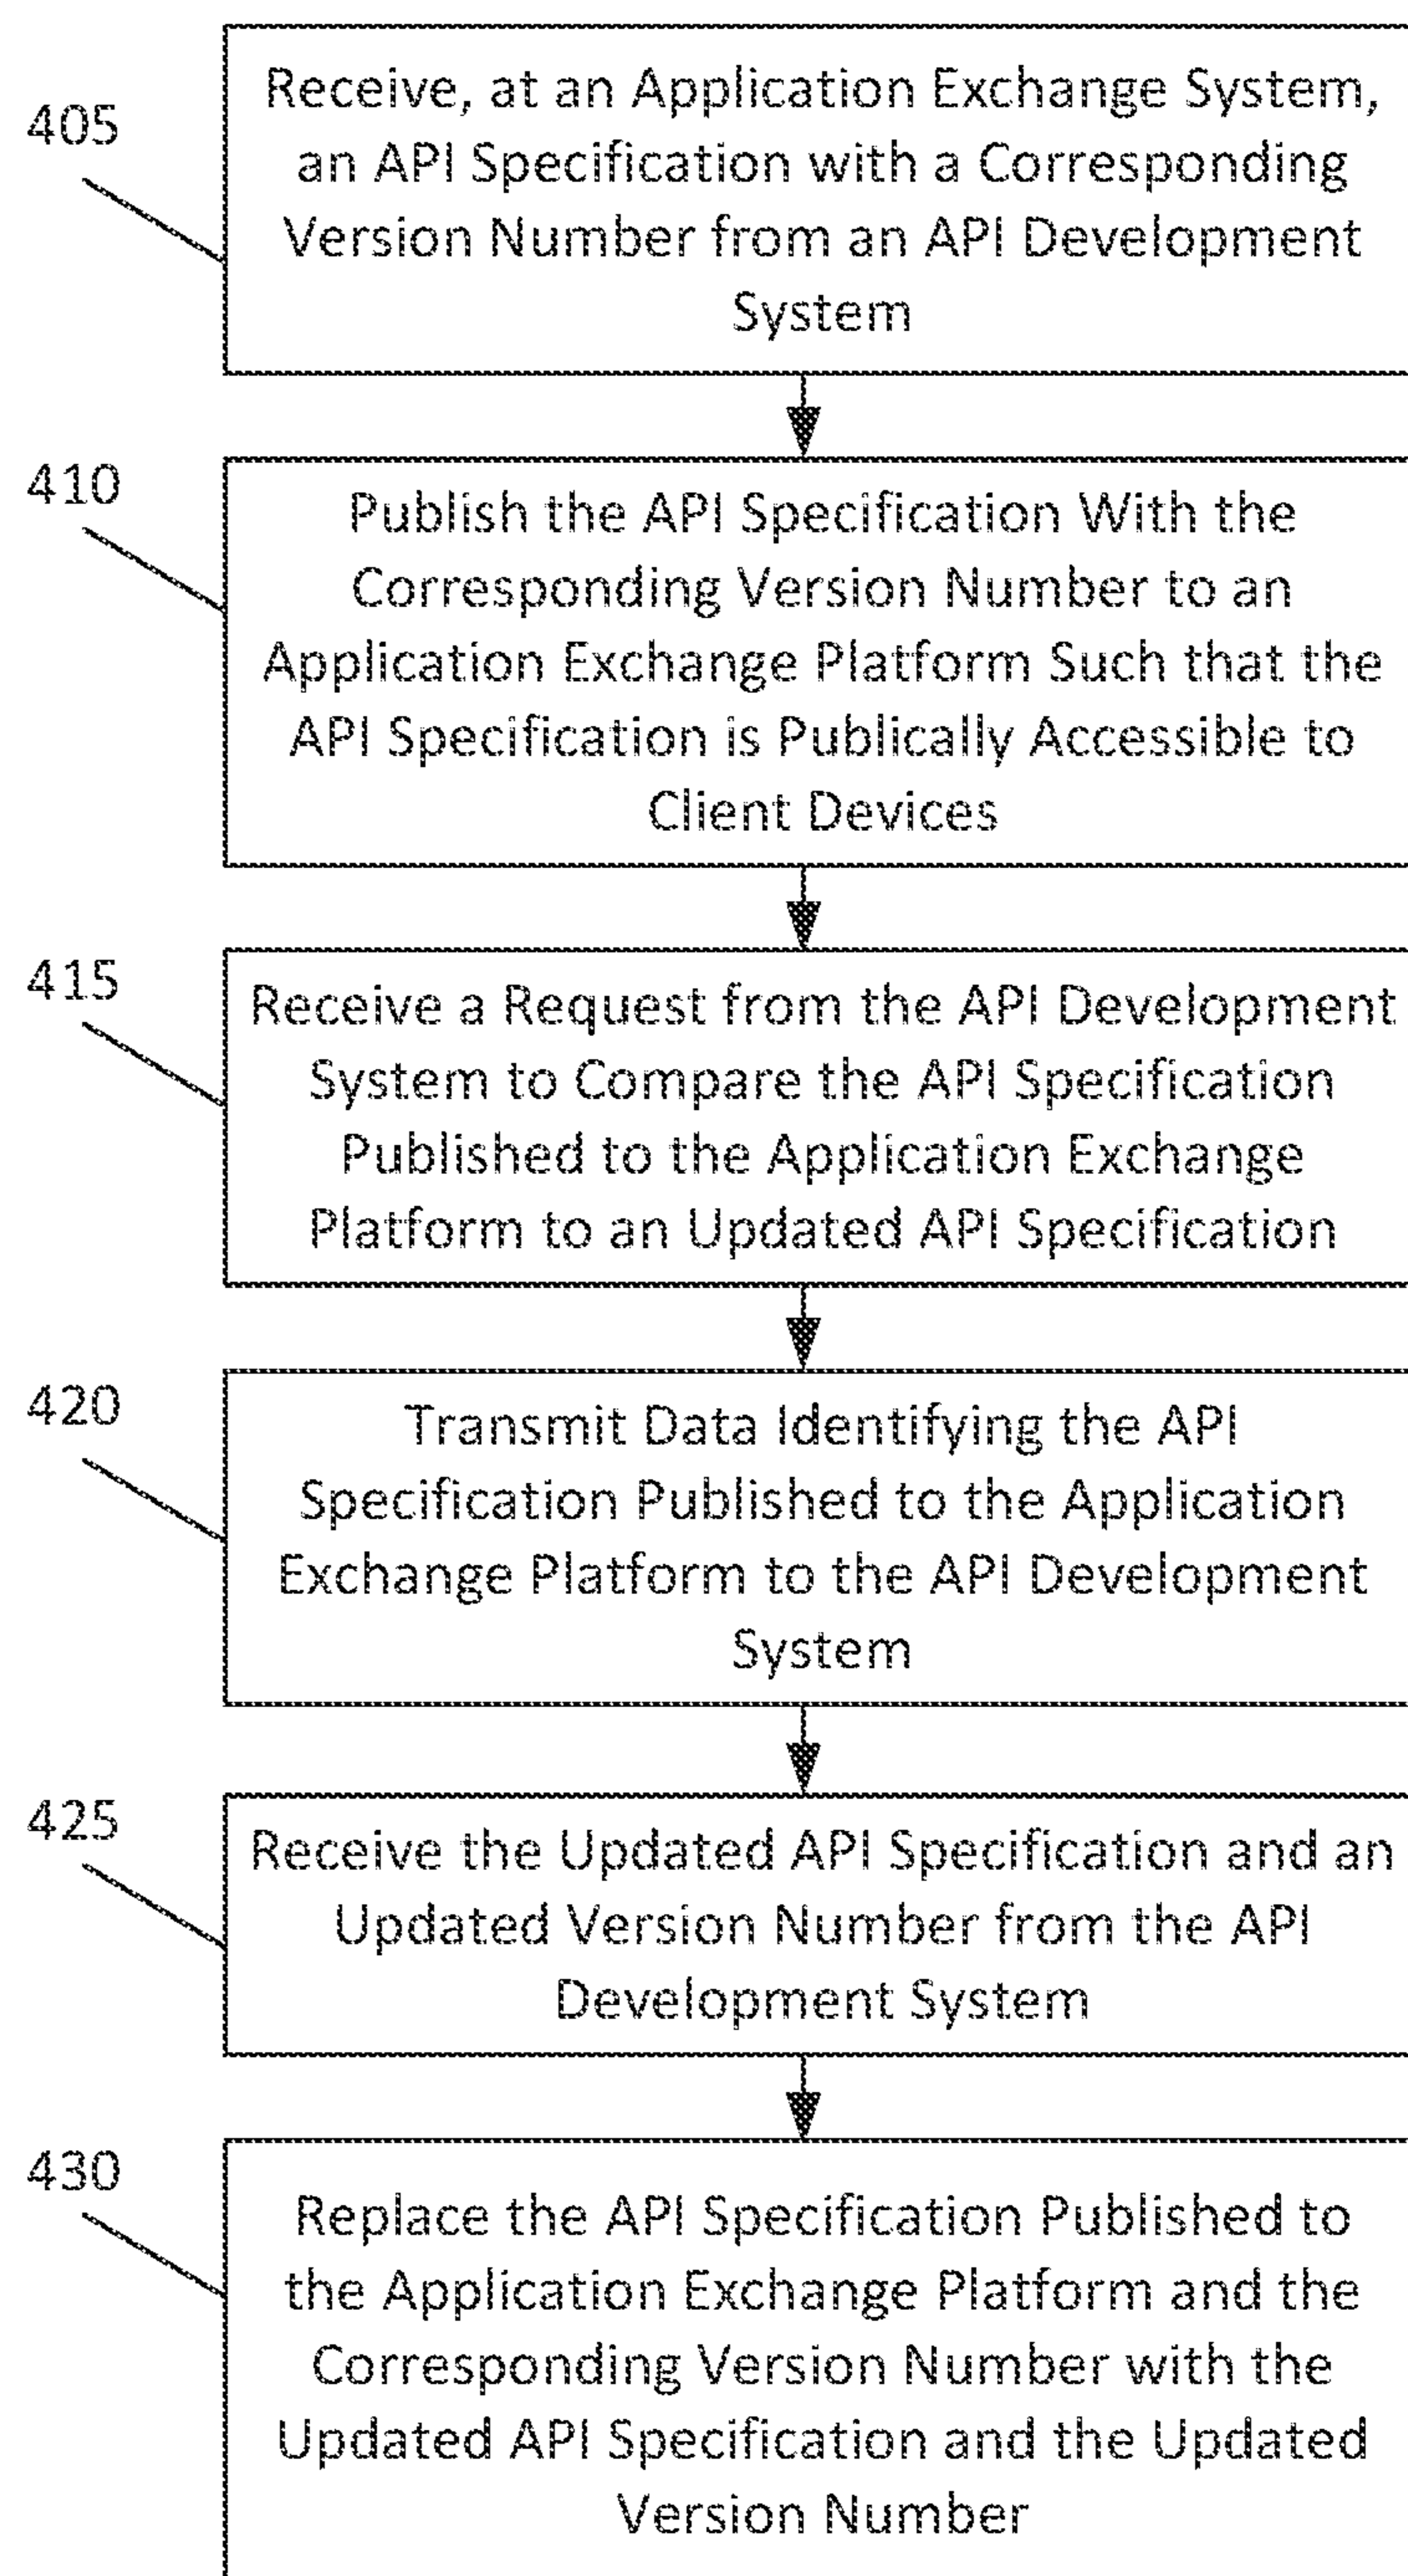 405
Receive, at an Application Exchange System,
an API Specification with a Corresponding
Version Number from an API Development
System
410
Publish the API Specification With the
Corresponding Version Number to an
Application Exchange Platform Such that the
API Specification is Publically Accessible to
Client Devices
415
Receive a Request from the API Development
System to Compare the API Specification
Published to the Application Exchange
Platform to an Updated API Specification
420
Transmit Data Identifying the API
Specification Published to the Application
Exchange Platform to the API Development
System
425
Receive the Updated API Specification and an
Updated Version Number from the API
Development System
430
Replace the API Specification Published to
the Application Exchange Platform and the
Corresponding Version Number with the
Updated API Specification and the Updated
Version Number